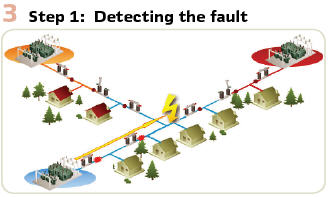 3 Step 1: Detecting the fault